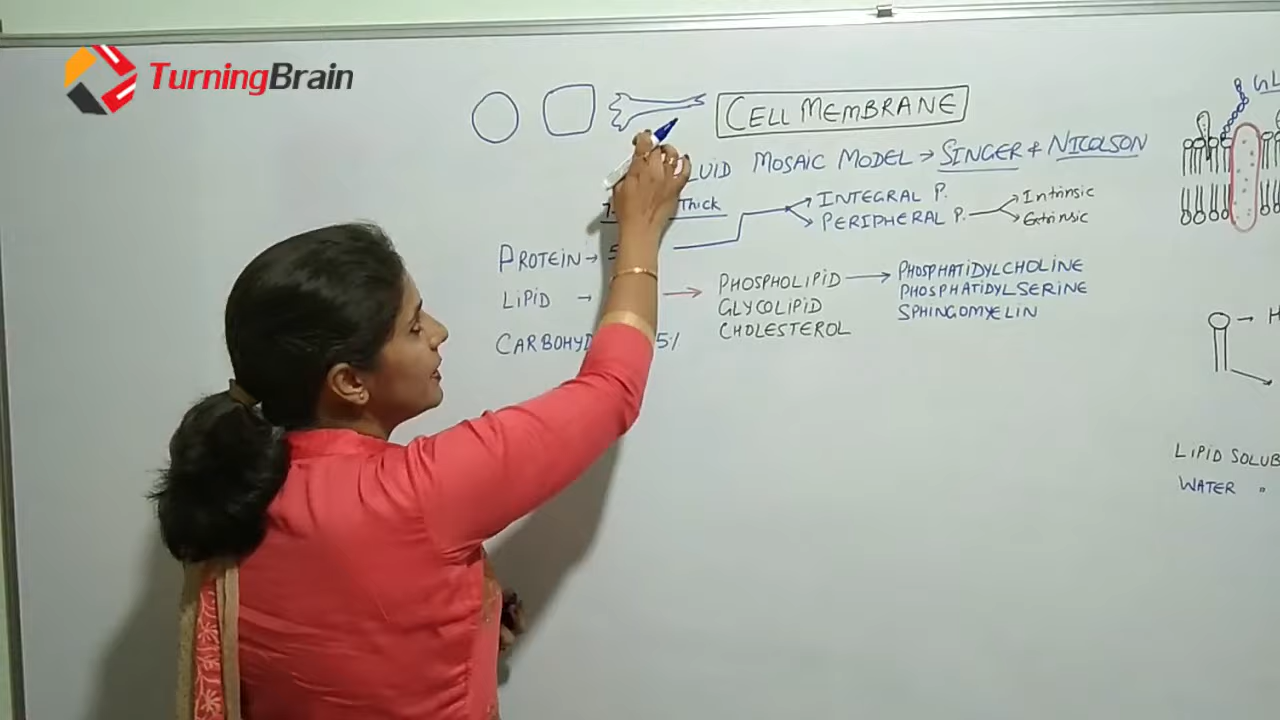 TurningBrain
CELL MEMBRANE
MOSAIC MODEL → SINGER & NICOLSON
Thick
INTEGRAL P.
PERIPHERAL P.
Intrinsic
Extrinsic
PROTEIN →
LIPID →
PHOSPHOLIPID
GLYCOLIPID
CHOLESTEROL
PHOSPHATIDYLCHOLINE
PHOSPHATIDYLSERINE
SPHINGOMYELIN
5%
LIPID
WATER